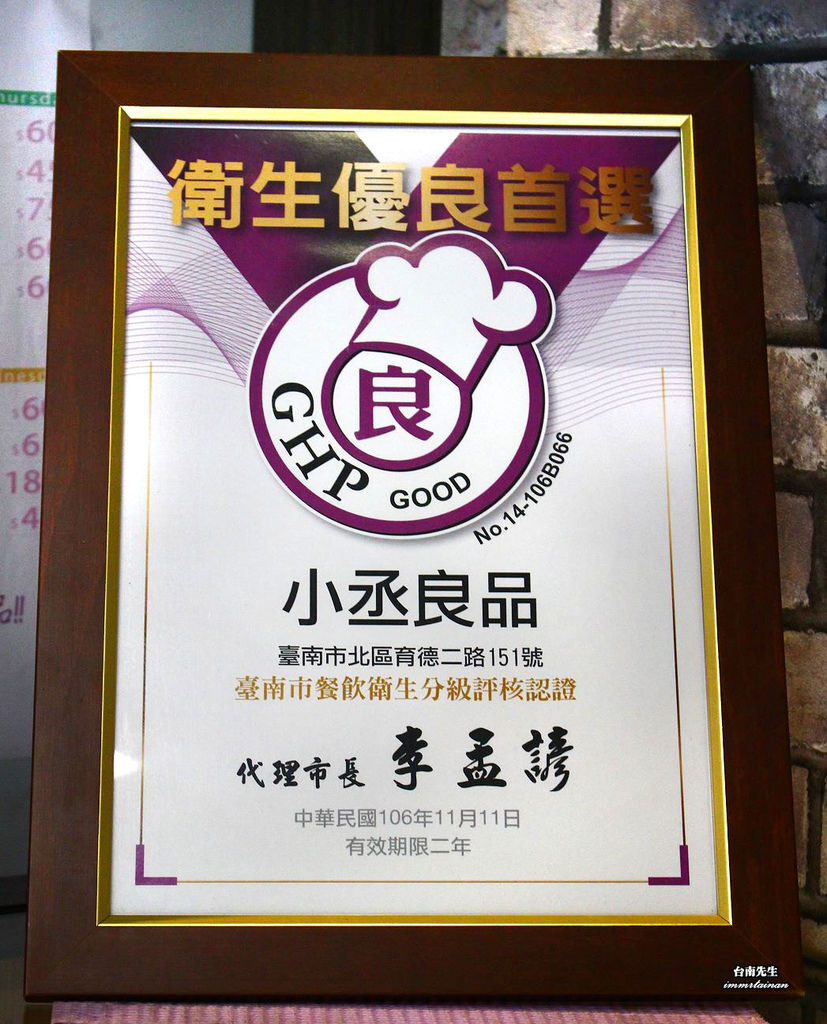 衛生優良首選
良
GHP GOOD
No.14-106B066
小丞良品
臺南市北區育德二路151號
臺南市餐飲衛生分級評核認證
代理市長 李孟諺
中華民國106年11月11日
有效期限二年
台南先生
immrtainan